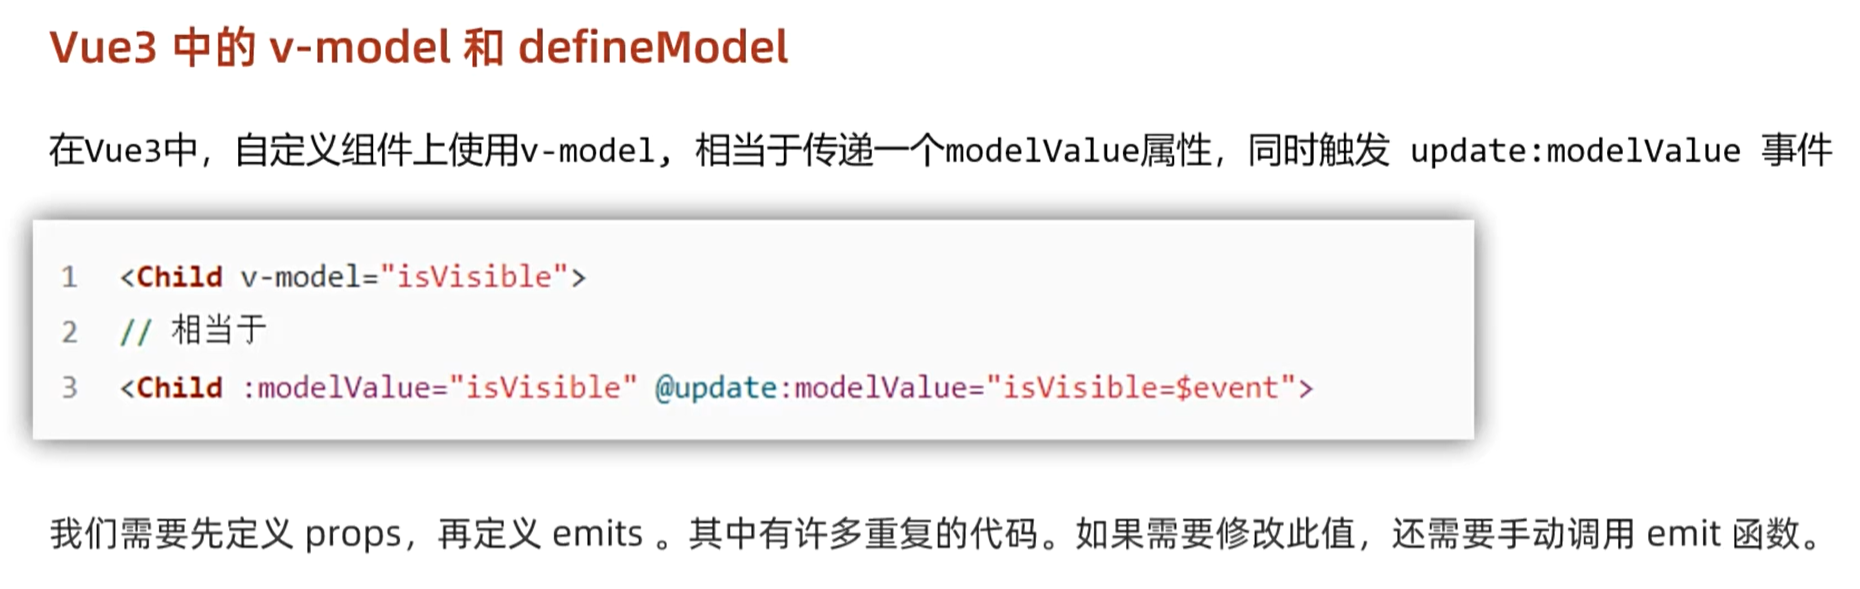 Vue3 中的 v-model 和 defineModel
在Vue3中，自定义组件上使用v-model, 相当于传递一个modelValue属性，同时触发 update:modelValue 事件
1 <Child v-model="isVisible">
2 // 相当于
3 <Child :modelValue="isVisible" @update:modelValue="isVisible=$event">
我们需要先定义 props，再定义 emits 。其中有许多重复的代码。如果需要修改此值，还需要手动调用 emit 函数。